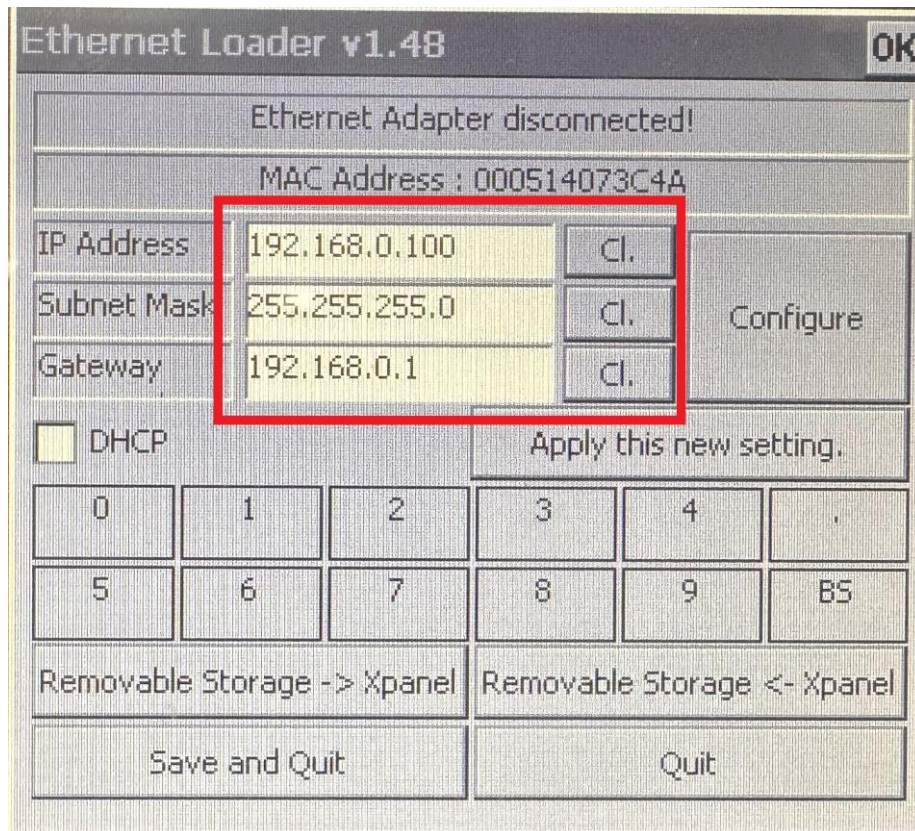 Ethernet Loader v1.48
OK
Ethernet Adapter disconnected!
MAC Address : 000514073C4A
IP Address 192.168.0.100 Cl.
Subnet Mask 255.255.255.0 Cl.
Configure
Gateway 192.168.0.1 Cl.
DHCP
Apply this new setting.
0 1 2 3 4 .
5 6 7 8 9 BS
Removable Storage -> Xpanel
Removable Storage <- Xpanel
Save and Quit
Quit